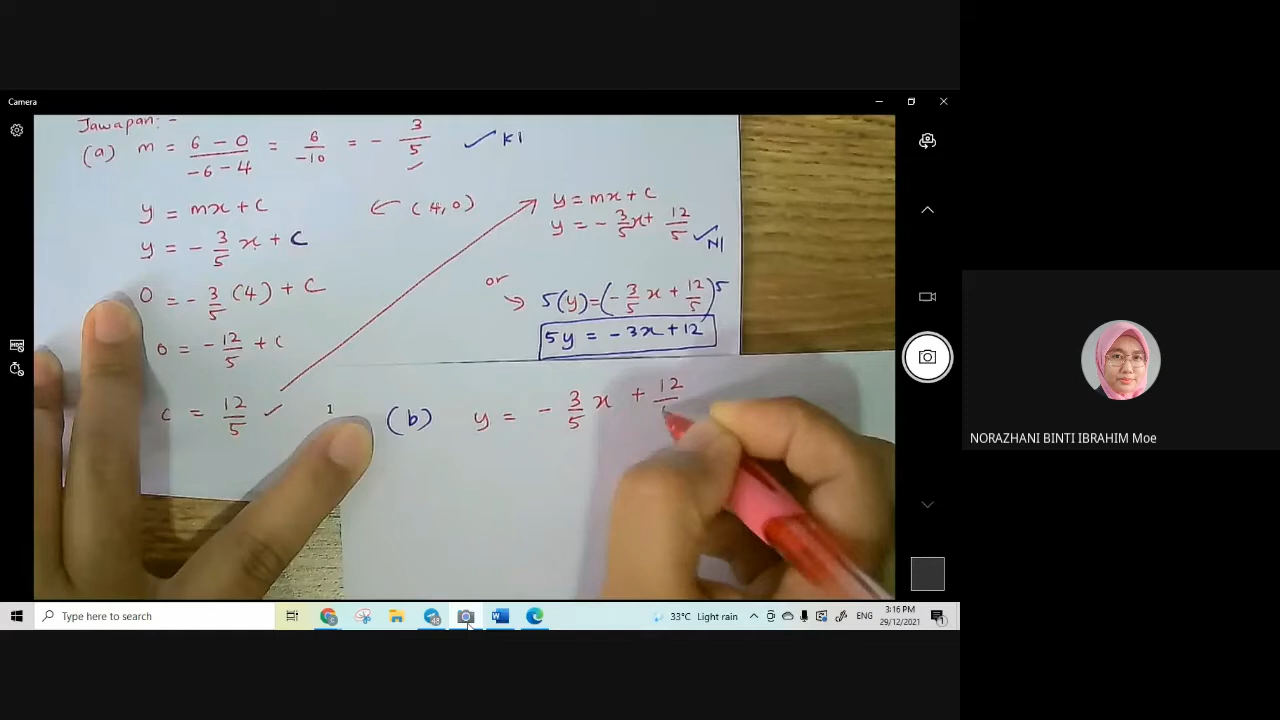 Camera
Jawapan:-
(a) m = 6 - 0 / -6 - 4 = 6 / -10 = - 3/5 ✓ K1
y = mx + c ← (4,0)
y = - 3/5 x + c
0 = - 3/5 (4) + c
0 = - 12/5 + c
c = 12/5 ✓
y = mx + c
y = - 3/5 x + 12/5 ✓ N1
or
→ 5(y) = (- 3/5 x + 12/5) 5
5y = -3x + 12
1
(b) y = - 3/5 x + 12/
NORAZHANI BINTI IBRAHIM Moe
Type here to search
33°C Light rain
ENG
3:16 PM
29/12/2021